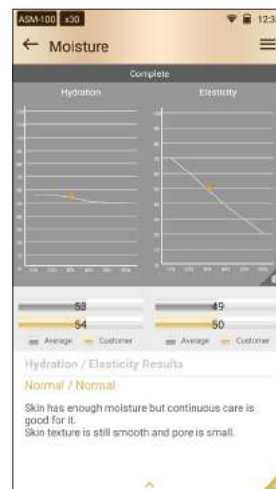 ASM-100 x30 12:3
Moisture
Complete
Hydration Elasticity
53 49
54 50
Average Customer Average Customer
Hydration / Elasticity Results
Normal / Normal
Skin has enough moisture but continuous care is
good for it.
Skin texture is still smooth and pore is small.